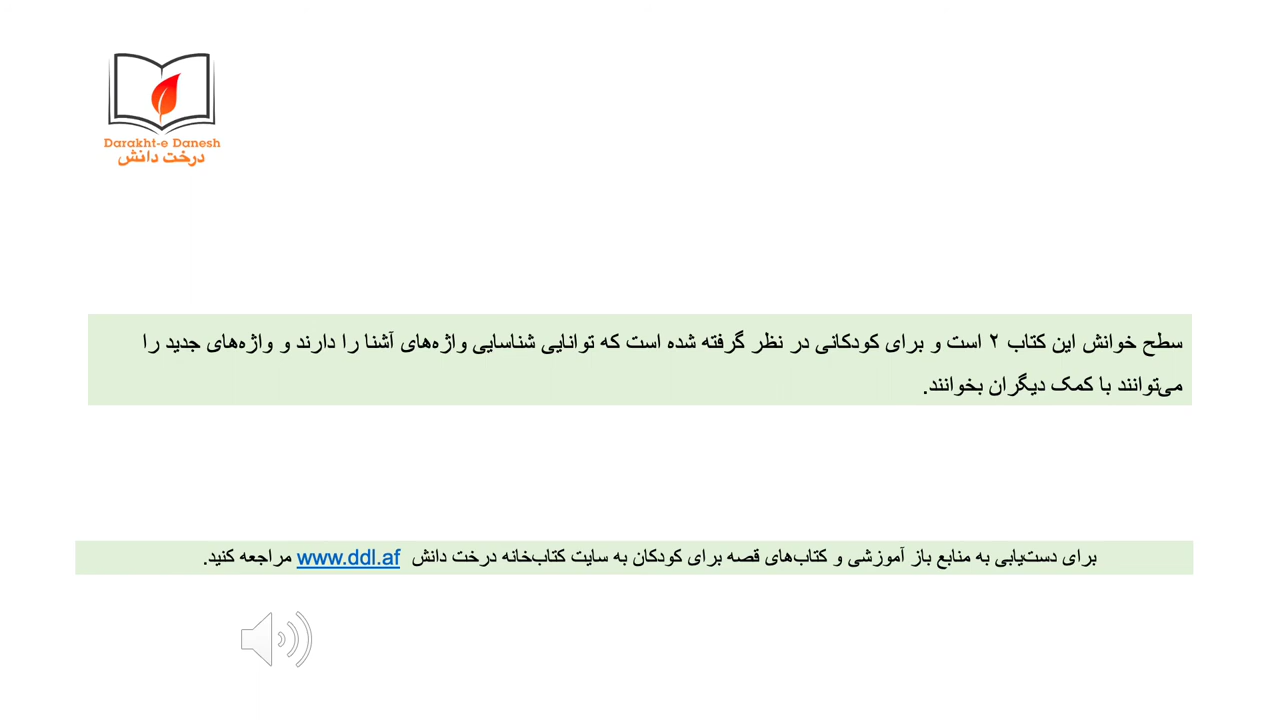 Darakht-e Danesh
درخت دانش
سطح خوانش این کتاب ۲ است و برای کودکانی در نظر گرفته شده است که توانایی شناسایی واژه‌های آشنا را دارند و واژه‌های جدید را
می‌توانند با کمک دیگران بخوانند.
برای دست‌یابی به منابع باز آموزشی و کتاب‌های قصه برای کودکان به سایت کتاب‌خانه درخت دانش www.ddl.af مراجعه کنید.